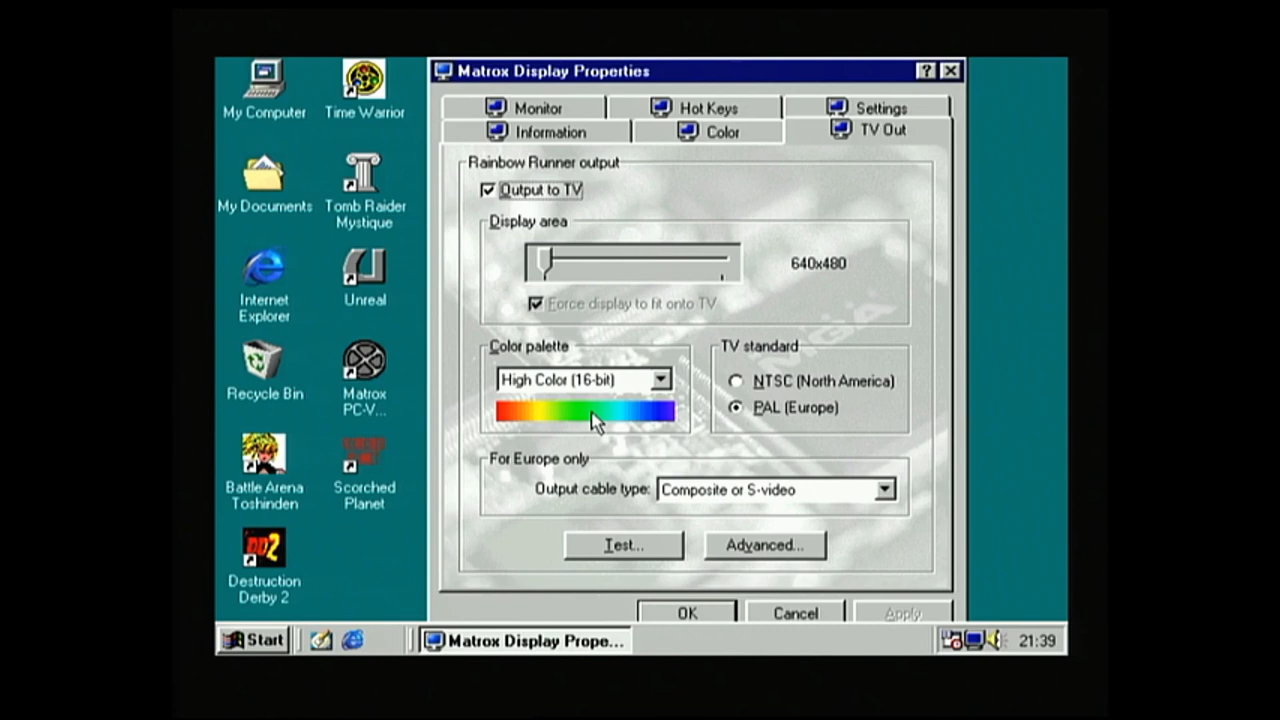 My Computer
Time Warrior
My Documents
Tomb Raider
Mystique
Internet
Explorer
Unreal
Recycle Bin
Matrox
PC-V...
Battle Arena
Toshinden
Scorched
Planet
DD2
Destruction
Derby 2
Matrox Display Properties
Monitor
Hot Keys
Settings
Information
Color
TV Out
Rainbow Runner output
Output to TV
Display area
640x480
Force display to fit onto TV
MGA
Color palette
High Color (16-bit)
TV standard
NTSC (North America)
PAL (Europe)
For Europe only
Output cable type:
Composite or S-video
Test...
Advanced...
OK
Cancel
Apply
Start
Matrox Display Prope...
21:39